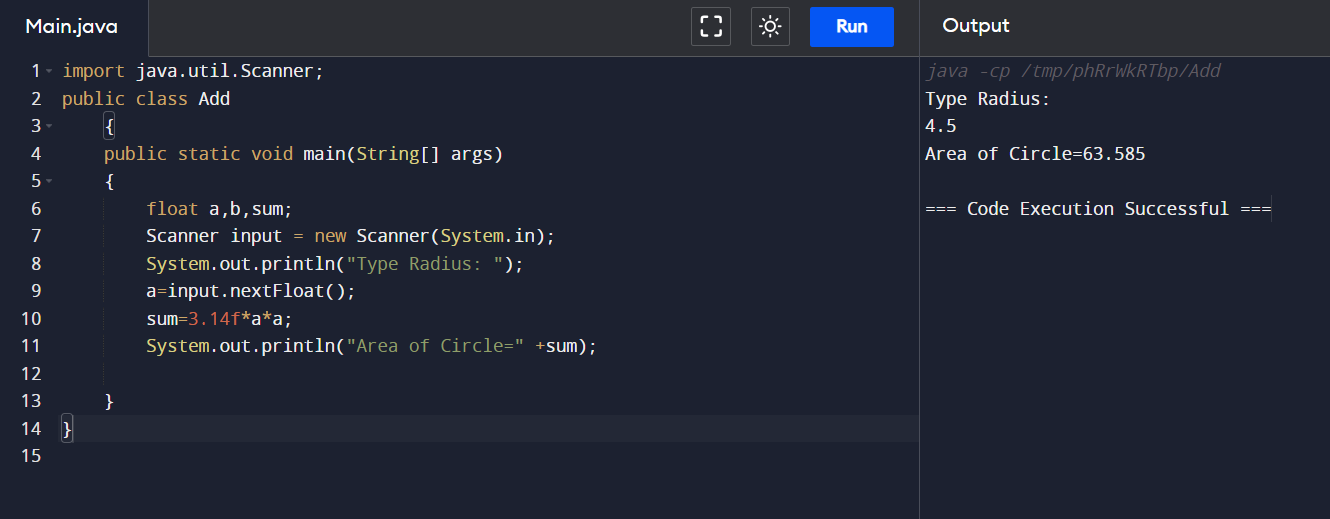 Main.java
Run
Output
1 import java.util.Scanner;
2 public class Add
3 {
4 public static void main(String[] args)
5 {
6 float a,b,sum;
7 Scanner input = new Scanner(System.in);
8 System.out.println("Type Radius: ");
9 a=input.nextFloat();
10 sum=3.14f*a*a;
11 System.out.println("Area of Circle=" +sum);
12
13 }
14 }
15
java -cp /tmp/phRrWkRTbp/Add
Type Radius:
4.5
Area of Circle=63.585
=== Code Execution Successful ===